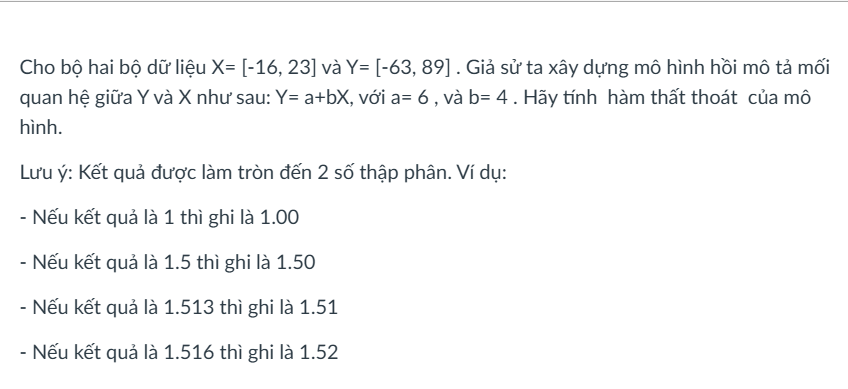 Cho bộ hai bộ dữ liệu X= [-16, 23] và Y= [-63, 89] . Giả sử ta xây dựng mô hình hồi mô tả mối
quan hệ giữa Y và X như sau: Y= a+bX, với a= 6 , và b= 4 . Hãy tính hàm thất thoát của mô
hình.
Lưu ý: Kết quả được làm tròn đến 2 số thập phân. Ví dụ:
- Nếu kết quả là 1 thì ghi là 1.00
- Nếu kết quả là 1.5 thì ghi là 1.50
- Nếu kết quả là 1.513 thì ghi là 1.51
- Nếu kết quả là 1.516 thì ghi là 1.52